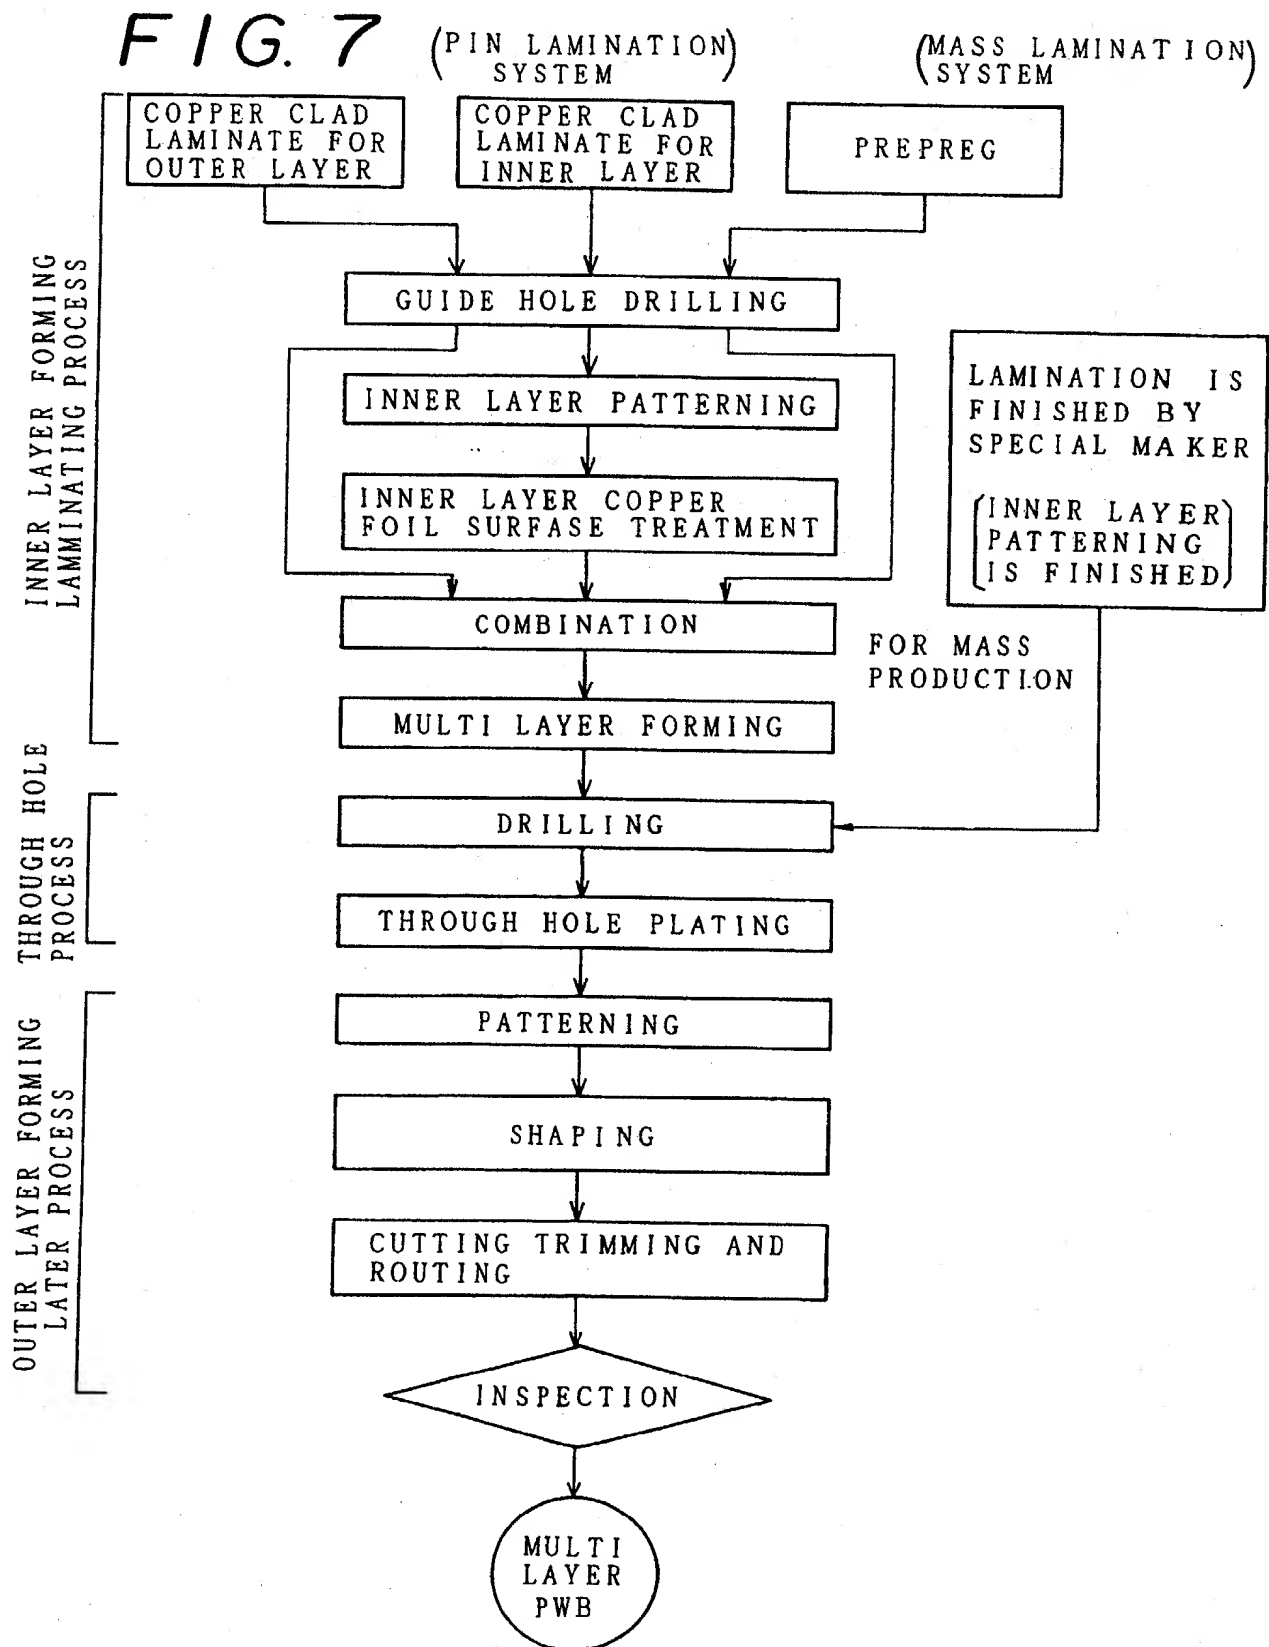 FIG. 7
(PIN LAMINATION
SYSTEM)
(MASS LAMINATION
SYSTEM)
COPPER CLAD
LAMINATE FOR
OUTER LAYER
COPPER CLAD
LAMINATE FOR
INNER LAYER
PREPREG
INNER LAYER FORMING
LAMMINATING PROCESS
GUIDE HOLE DRILLING
INNER LAYER PATTERNING
INNER LAYER COPPER
FOIL SURFASE TREATMENT
LAMINATION IS
FINISHED BY
SPECIAL MAKER
(INNER LAYER
PATTERNING
IS FINISHED)
COMBINATION
FOR MASS
PRODUCTION
MULTI LAYER FORMING
THROUGH HOLE
PROCESS
DRILLING
THROUGH HOLE PLATING
OUTER LAYER FORMING
LATER PROCESS
PATTERNING
SHAPING
CUTTING TRIMMING AND
ROUTING
INSPECTION
MULTI
LAYER
PWB